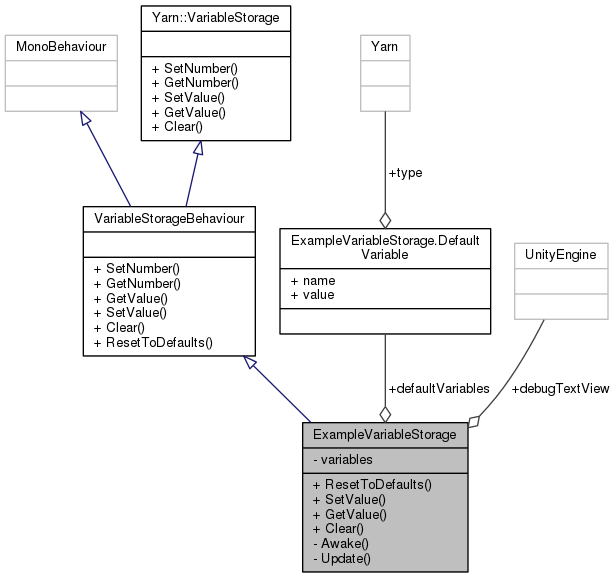 Yarn::VariableStorage
+ SetNumber()
+ GetNumber()
+ SetValue()
+ GetValue()
+ Clear()
MonoBehaviour
Yarn
+type
VariableStorageBehaviour
+ SetNumber()
+ GetNumber()
+ GetValue()
+ SetValue()
+ Clear()
+ ResetToDefaults()
ExampleVariableStorage.Default
Variable
+ name
+ value
UnityEngine
+defaultVariables
+debugTextView
ExampleVariableStorage
- variables
+ ResetToDefaults()
+ SetValue()
+ GetValue()
+ Clear()
- Awake()
- Update()